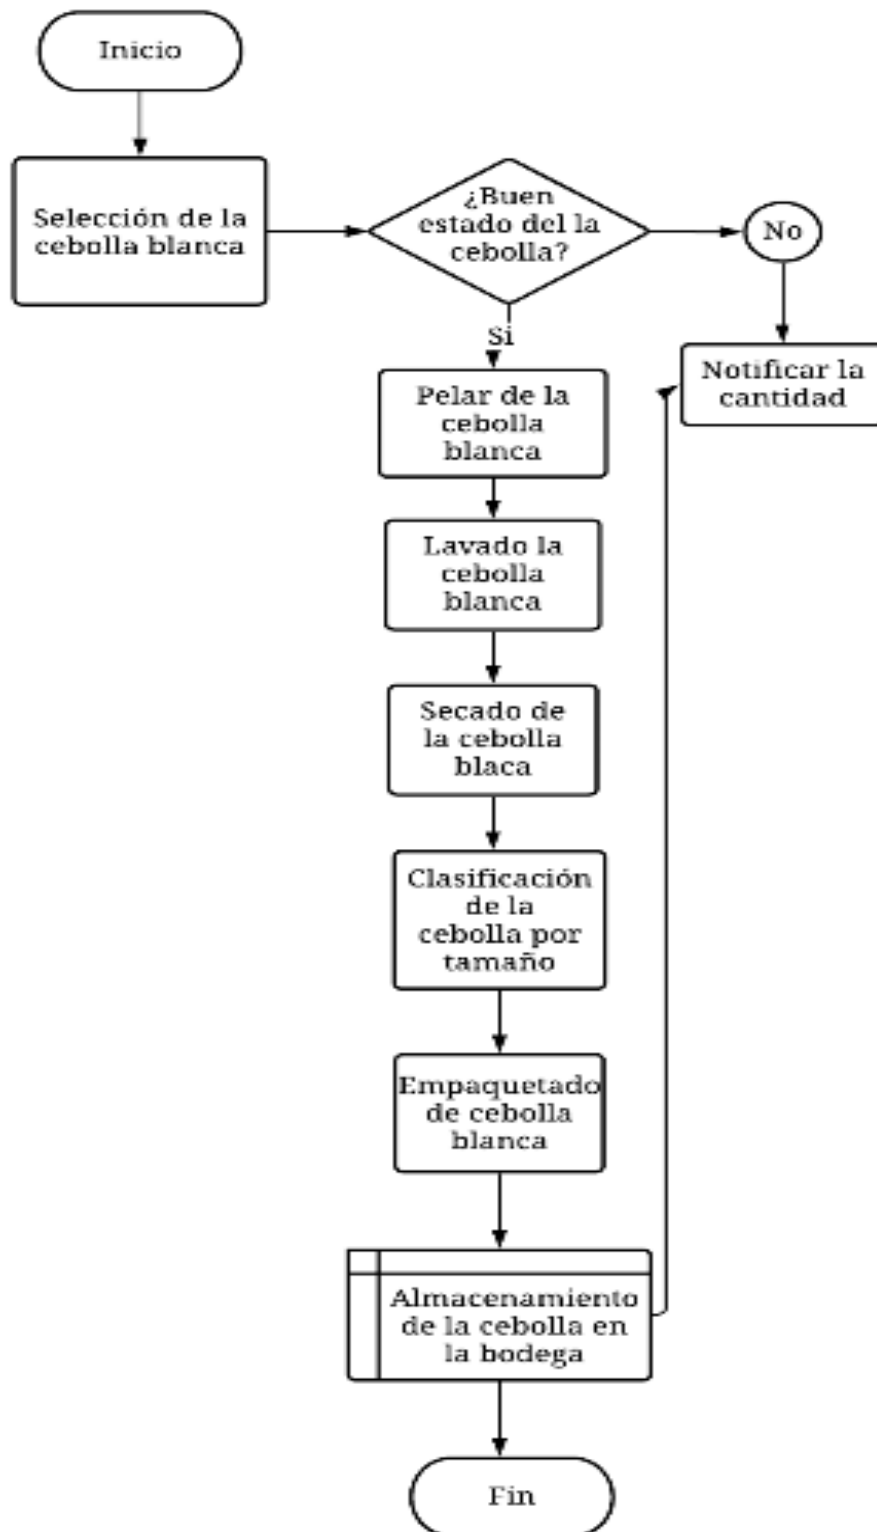 Inicio
Selección de la
cebolla blanca
¿Buen
estado del la
cebolla?
No
Si
Notificar la
cantidad
Pelar de la
cebolla
blanca
Lavado la
cebolla
blanca
Secado de
la cebolla
blaca
Clasificación
de la
cebolla por
tamaño
Empaquetado
de cebolla
blanca
Almacenamiento
de la cebolla en
la bodega
Fin